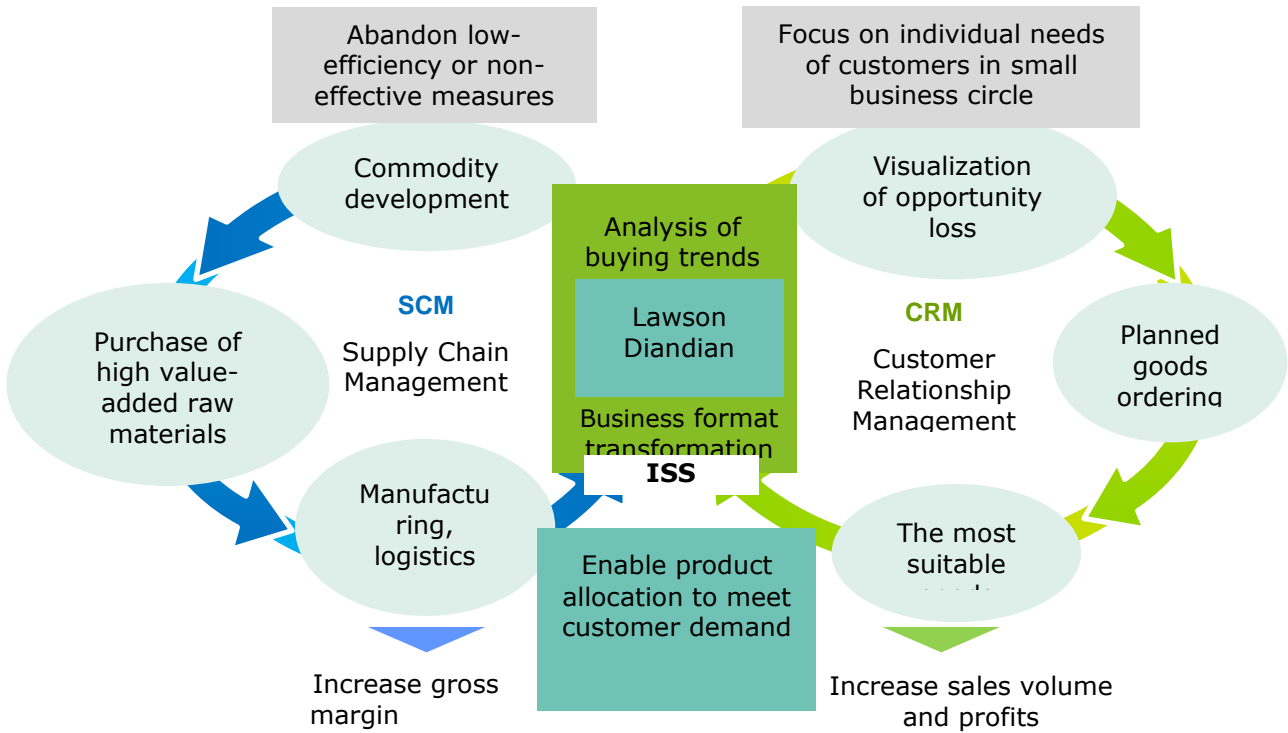 Abandon low-
efficiency or non-
effective measures
Focus on individual needs
of customers in small
business circle
Commodity
development
Visualization
of opportunity
loss
Analysis of
buying trends
Lawson
Diandian
Business format
transformation
ISS
SCM
Supply Chain
Management
CRM
Customer
Relationship
Management
Purchase of
high value-
added raw
materials
Planned
goods
ordering
Manufactu
ring,
logistics
The most
suitable
Enable product
allocation to meet
customer demand
Increase gross
margin
Increase sales volume
and profits